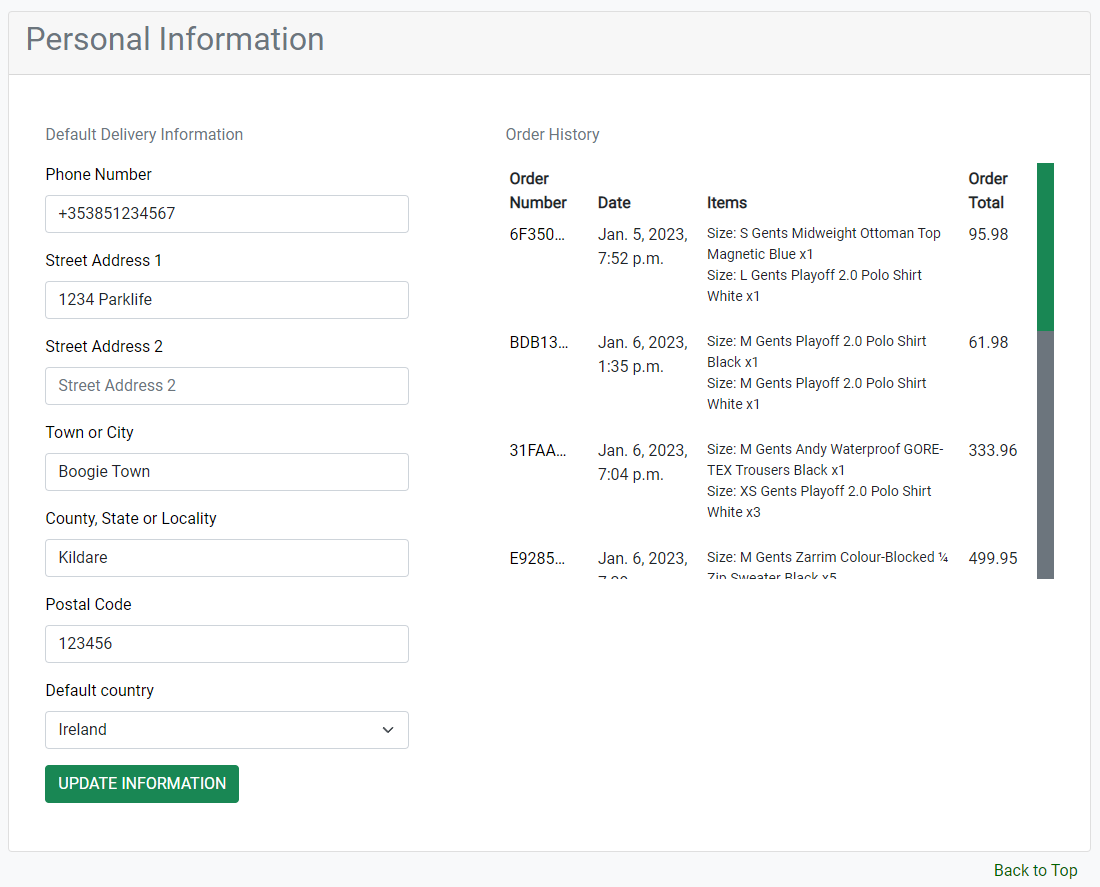 Personal Information
Default Delivery Information
Phone Number
+353851234567
Street Address 1
1234 Parklife
Street Address 2
Street Address 2
Town or City
Boogie Town
County, State or Locality
Kildare
Postal Code
123456
Default country
Ireland
UPDATE INFORMATION
Order History
Order Number Date Items Order Total
6F350... Jan. 5, 2023, 7:52 p.m. Size: S Gents Midweight Ottoman Top 95.98
Magnetic Blue x1
Size: L Gents Playoff 2.0 Polo Shirt
White x1
BDB13... Jan. 6, 2023, 1:35 p.m. Size: M Gents Playoff 2.0 Polo Shirt 61.98
Black x1
Size: M Gents Playoff 2.0 Polo Shirt
White x1
31FAA... Jan. 6, 2023, 7:04 p.m. Size: M Gents Andy Waterproof GORE- 333.96
TEX Trousers Black x1
Size: XS Gents Playoff 2.0 Polo Shirt
White x3
E9285... Jan. 6, 2023, Size: M Gents Zarrim Colour-Blocked ¼ 499.95
Zip Sweater Black x5
Back to Top